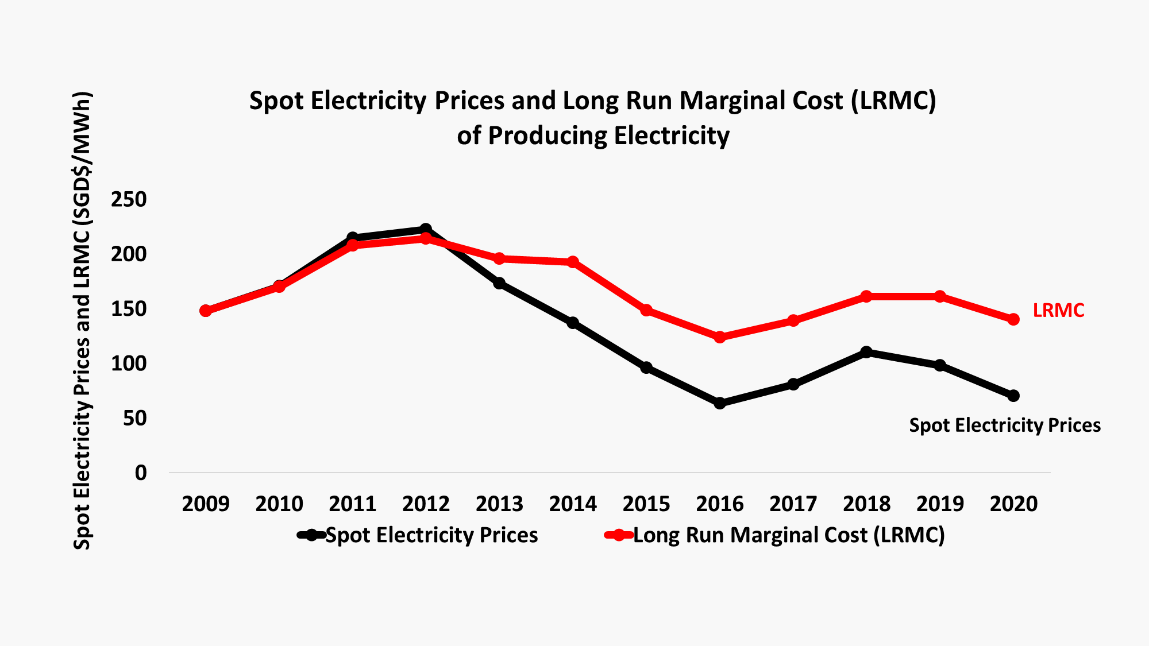 Spot Electricity Prices and Long Run Marginal Cost (LRMC)
of Producing Electricity
Spot Electricity Prices and LRMC (SGD$/MWh)
250
200
150
100
50
0
LRMC
Spot Electricity Prices
2009 2010 2011 2012 2013 2014 2015 2016 2017 2018 2019 2020
Spot Electricity Prices Long Run Marginal Cost (LRMC)